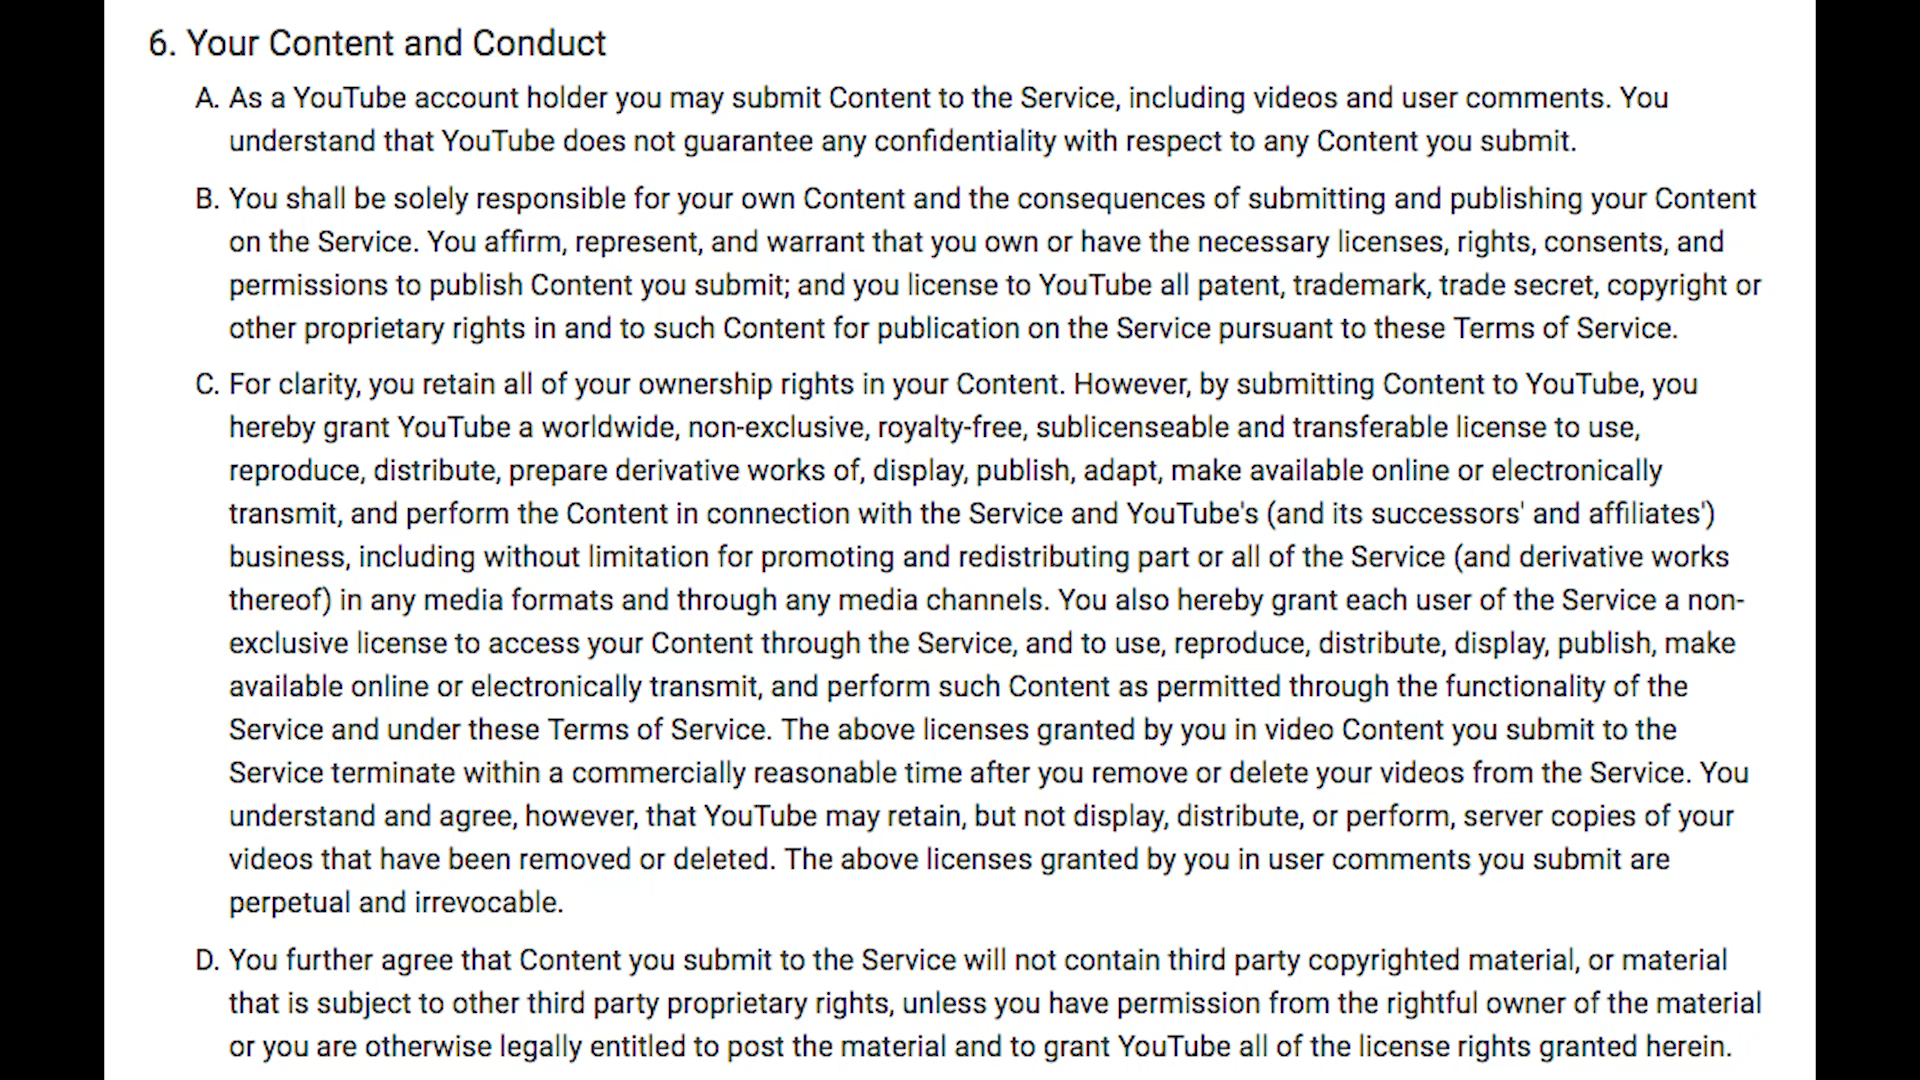 6. Your Content and Conduct
A. As a YouTube account holder you may submit Content to the Service, including videos and user comments. You
understand that YouTube does not guarantee any confidentiality with respect to any Content you submit.
B. You shall be solely responsible for your own Content and the consequences of submitting and publishing your Content
on the Service. You affirm, represent, and warrant that you own or have the necessary licenses, rights, consents, and
permissions to publish Content you submit; and you license to YouTube all patent, trademark, trade secret, copyright or
other proprietary rights in and to such Content for publication on the Service pursuant to these Terms of Service.
C. For clarity, you retain all of your ownership rights in your Content. However, by submitting Content to YouTube, you
hereby grant YouTube a worldwide, non-exclusive, royalty-free, sublicenseable and transferable license to use,
reproduce, distribute, prepare derivative works of, display, publish, adapt, make available online or electronically
transmit, and perform the Content in connection with the Service and YouTube's (and its successors' and affiliates')
business, including without limitation for promoting and redistributing part or all of the Service (and derivative works
thereof) in any media formats and through any media channels. You also hereby grant each user of the Service a non-
exclusive license to access your Content through the Service, and to use, reproduce, distribute, display, publish, make
available online or electronically transmit, and perform such Content as permitted through the functionality of the
Service and under these Terms of Service. The above licenses granted by you in video Content you submit to the
Service terminate within a commercially reasonable time after you remove or delete your videos from the Service. You
understand and agree, however, that YouTube may retain, but not display, distribute, or perform, server copies of your
videos that have been removed or deleted. The above licenses granted by you in user comments you submit are
perpetual and irrevocable.
D. You further agree that Content you submit to the Service will not contain third party copyrighted material, or material
that is subject to other third party proprietary rights, unless you have permission from the rightful owner of the material
or you are otherwise legally entitled to post the material and to grant YouTube all of the license rights granted herein.